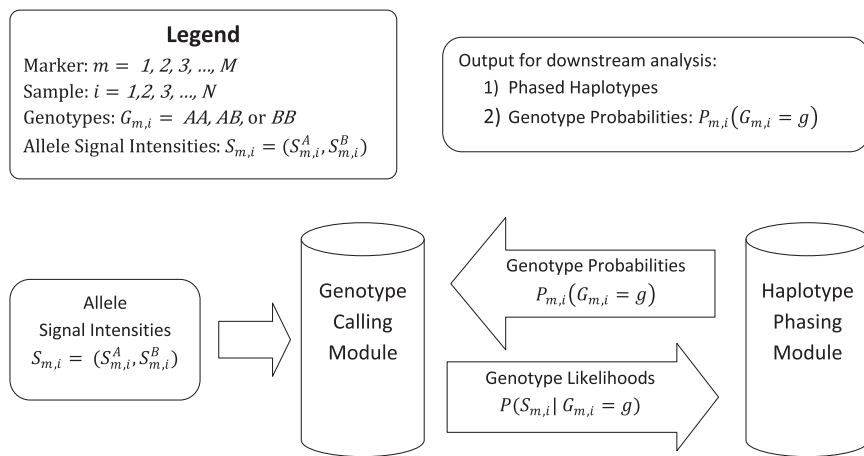 Legend
Marker: m = 1, 2, 3, ..., M
Sample: i = 1,2, 3, ..., N
Genotypes: G_{m,i} = AA, AB, or BB
Allele Signal Intensities: S_{m,i} = (S^A_{m,i}, S^B_{m,i})
Output for downstream analysis:
1) Phased Haplotypes
2) Genotype Probabilities: P_{m,i}(G_{m,i} = g)
Allele
Signal Intensities
S_{m,i} = (S^A_{m,i}, S^B_{m,i})
Genotype
Calling
Module
Genotype Probabilities
P_{m,i}(G_{m,i} = g)
Genotype Likelihoods
P(S_{m,i}| G_{m,i} = g)
Haplotype
Phasing
Module